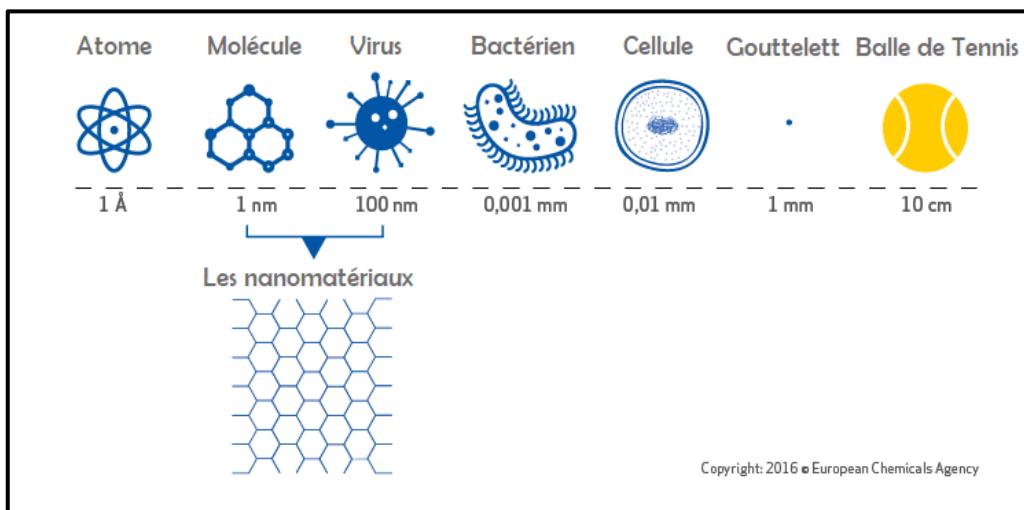 Atome Molécule Virus Bactérien Cellule Gouttelett Balle de Tennis
1 Å 1 nm 100 nm 0,001 mm 0,01 mm 1 mm 10 cm
Les nanomatériaux
Copyright: 2016 © European Chemicals Agency